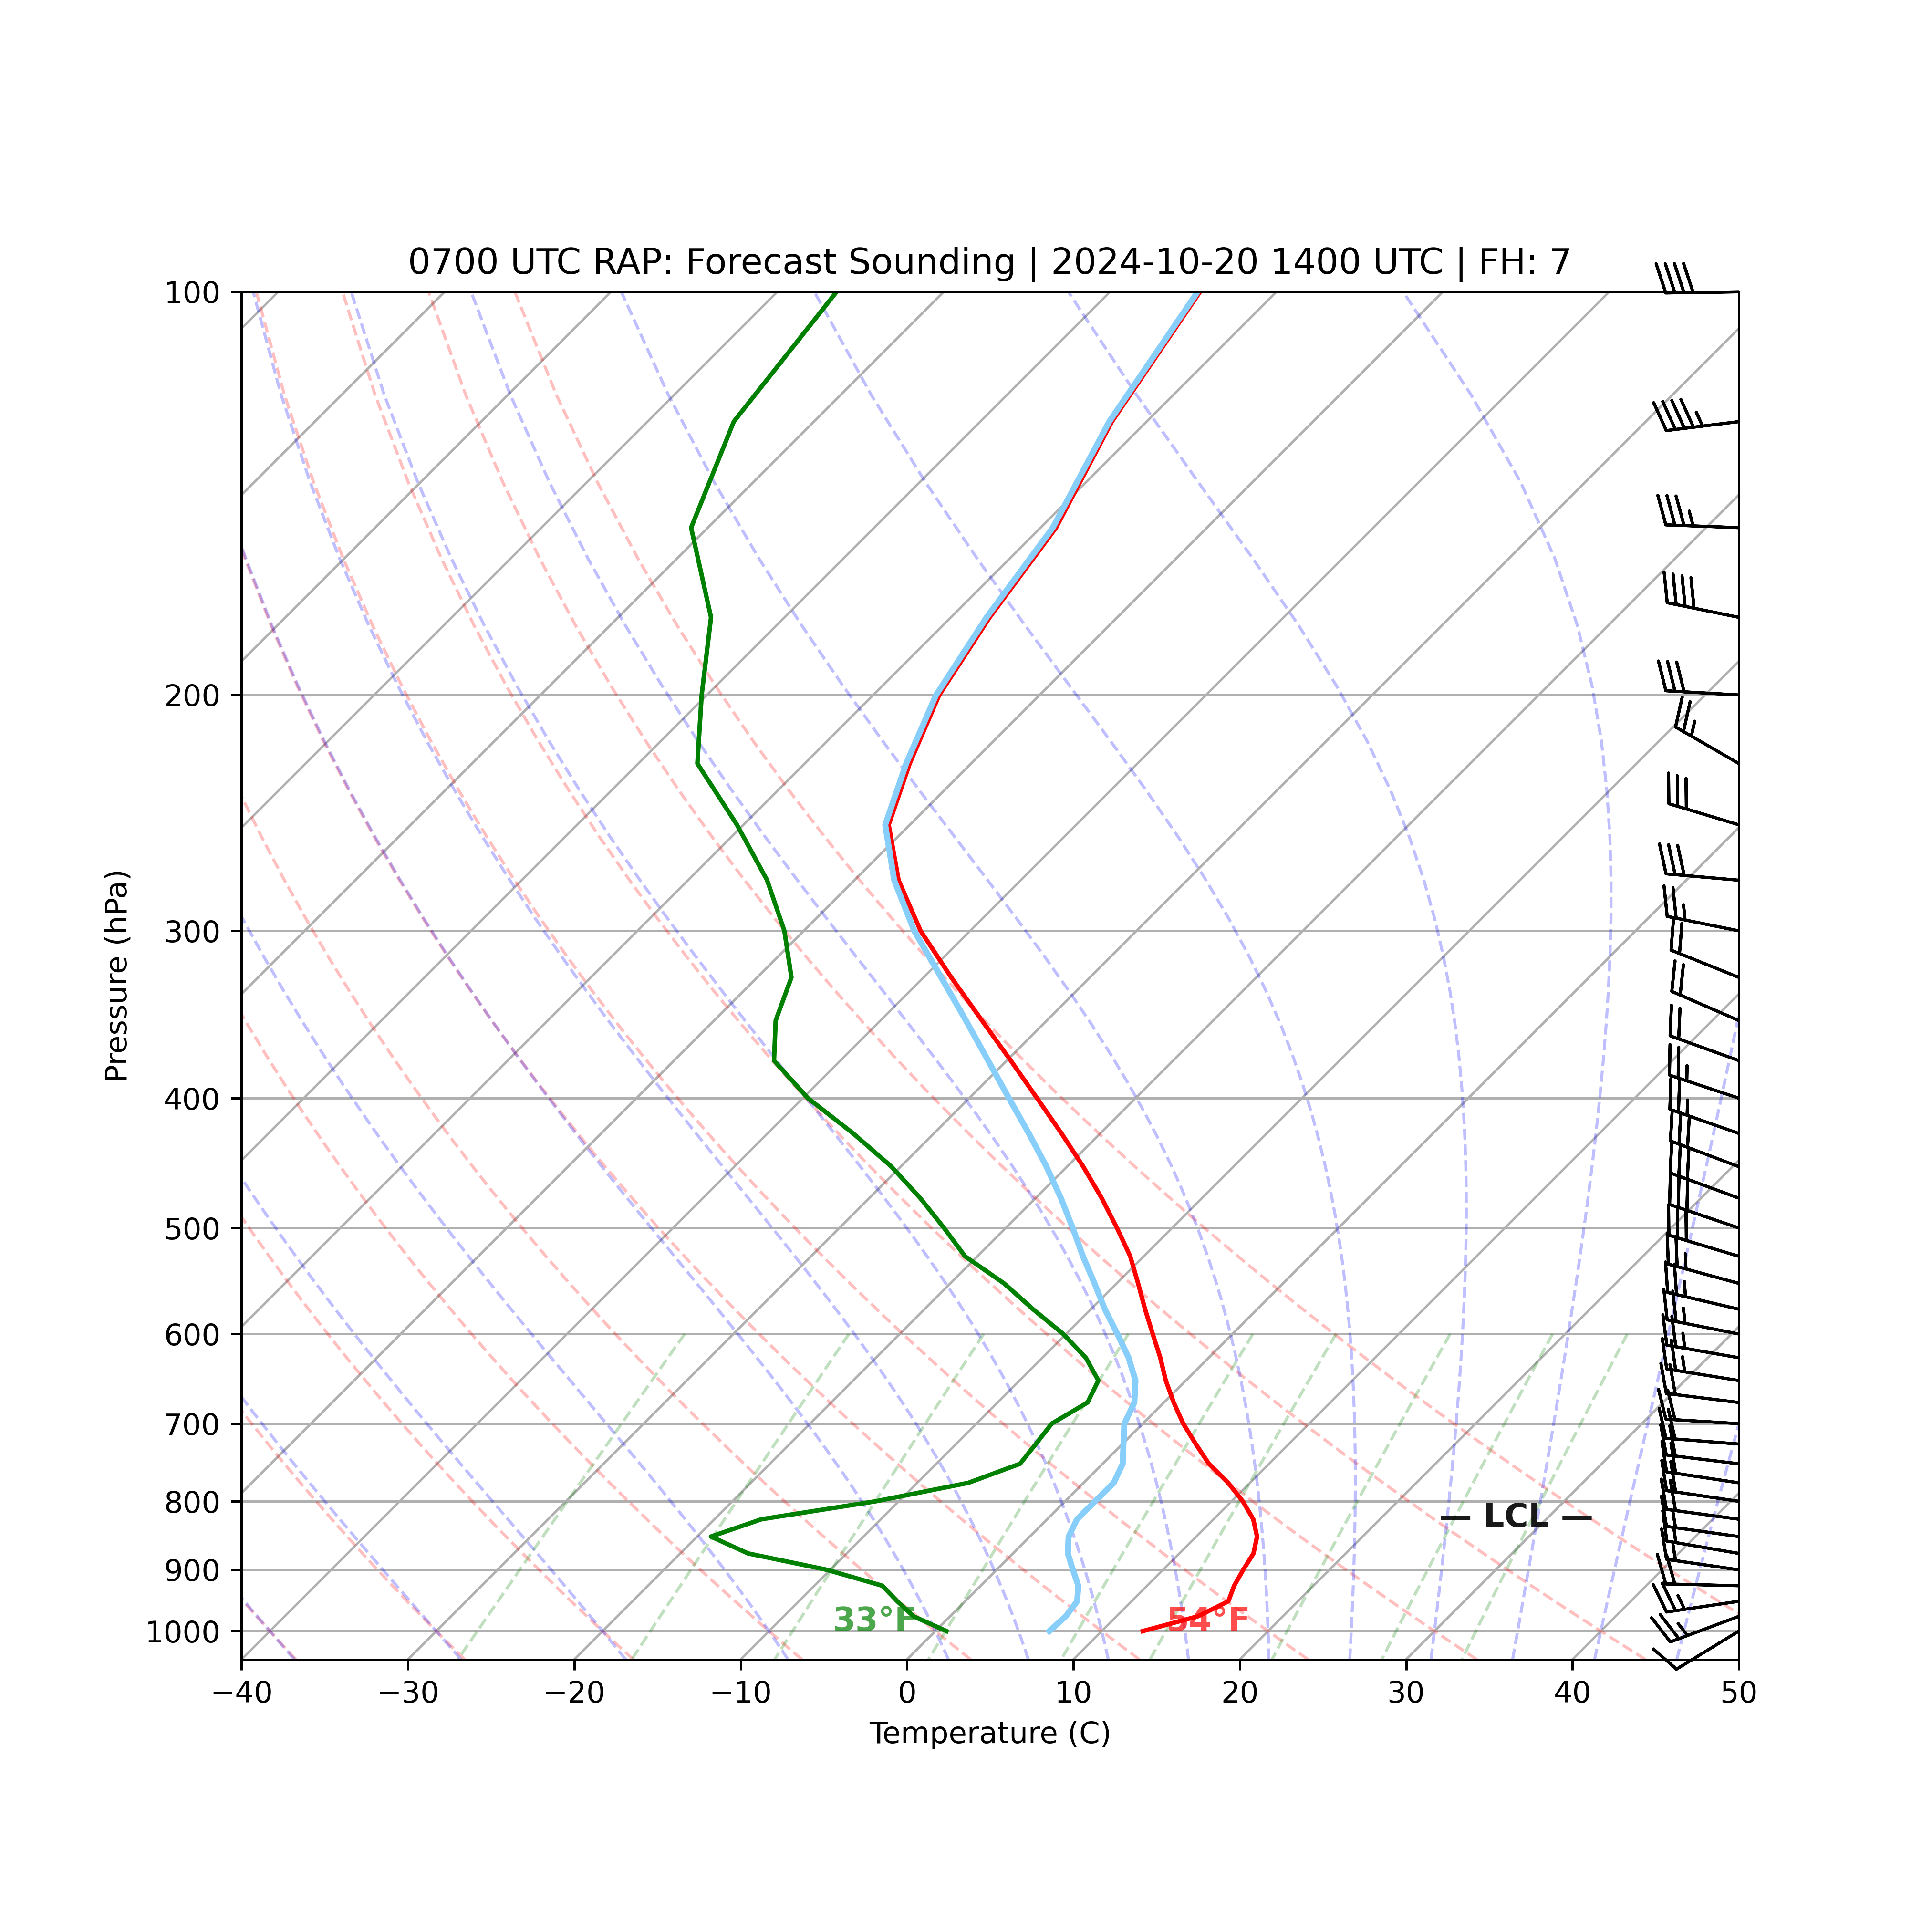 0700 UTC RAP: Forecast Sounding | 2024-10-20 1400 UTC | FH: 7
100
200
300
400
500
600
700
800
900
1000
Pressure (hPa)
— LCL —
33°F
54°F
−40 −30 −20 −10 0 10 20 30 40 50
Temperature (C)